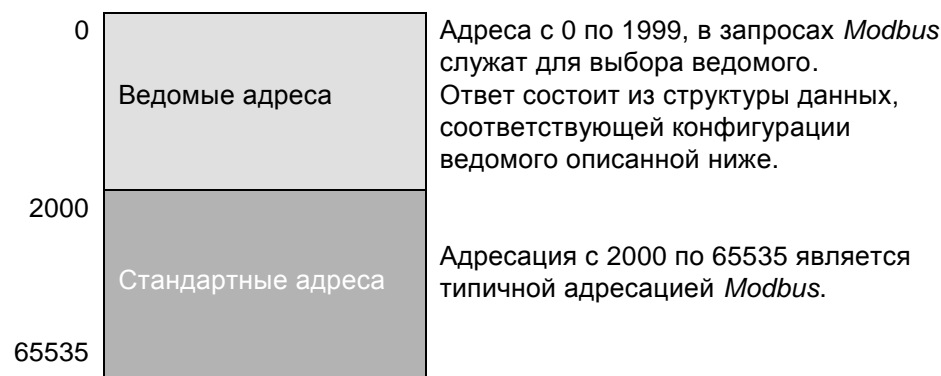 0
Ведомые адреса
Адреса с 0 по 1999, в запросах Modbus
служат для выбора ведомого.
Ответ состоит из структуры данных,
соответствующей конфигурации
ведомого описанной ниже.
2000
Стандартные адреса
Адресация с 2000 по 65535 является
типичной адресацией Modbus.
65535